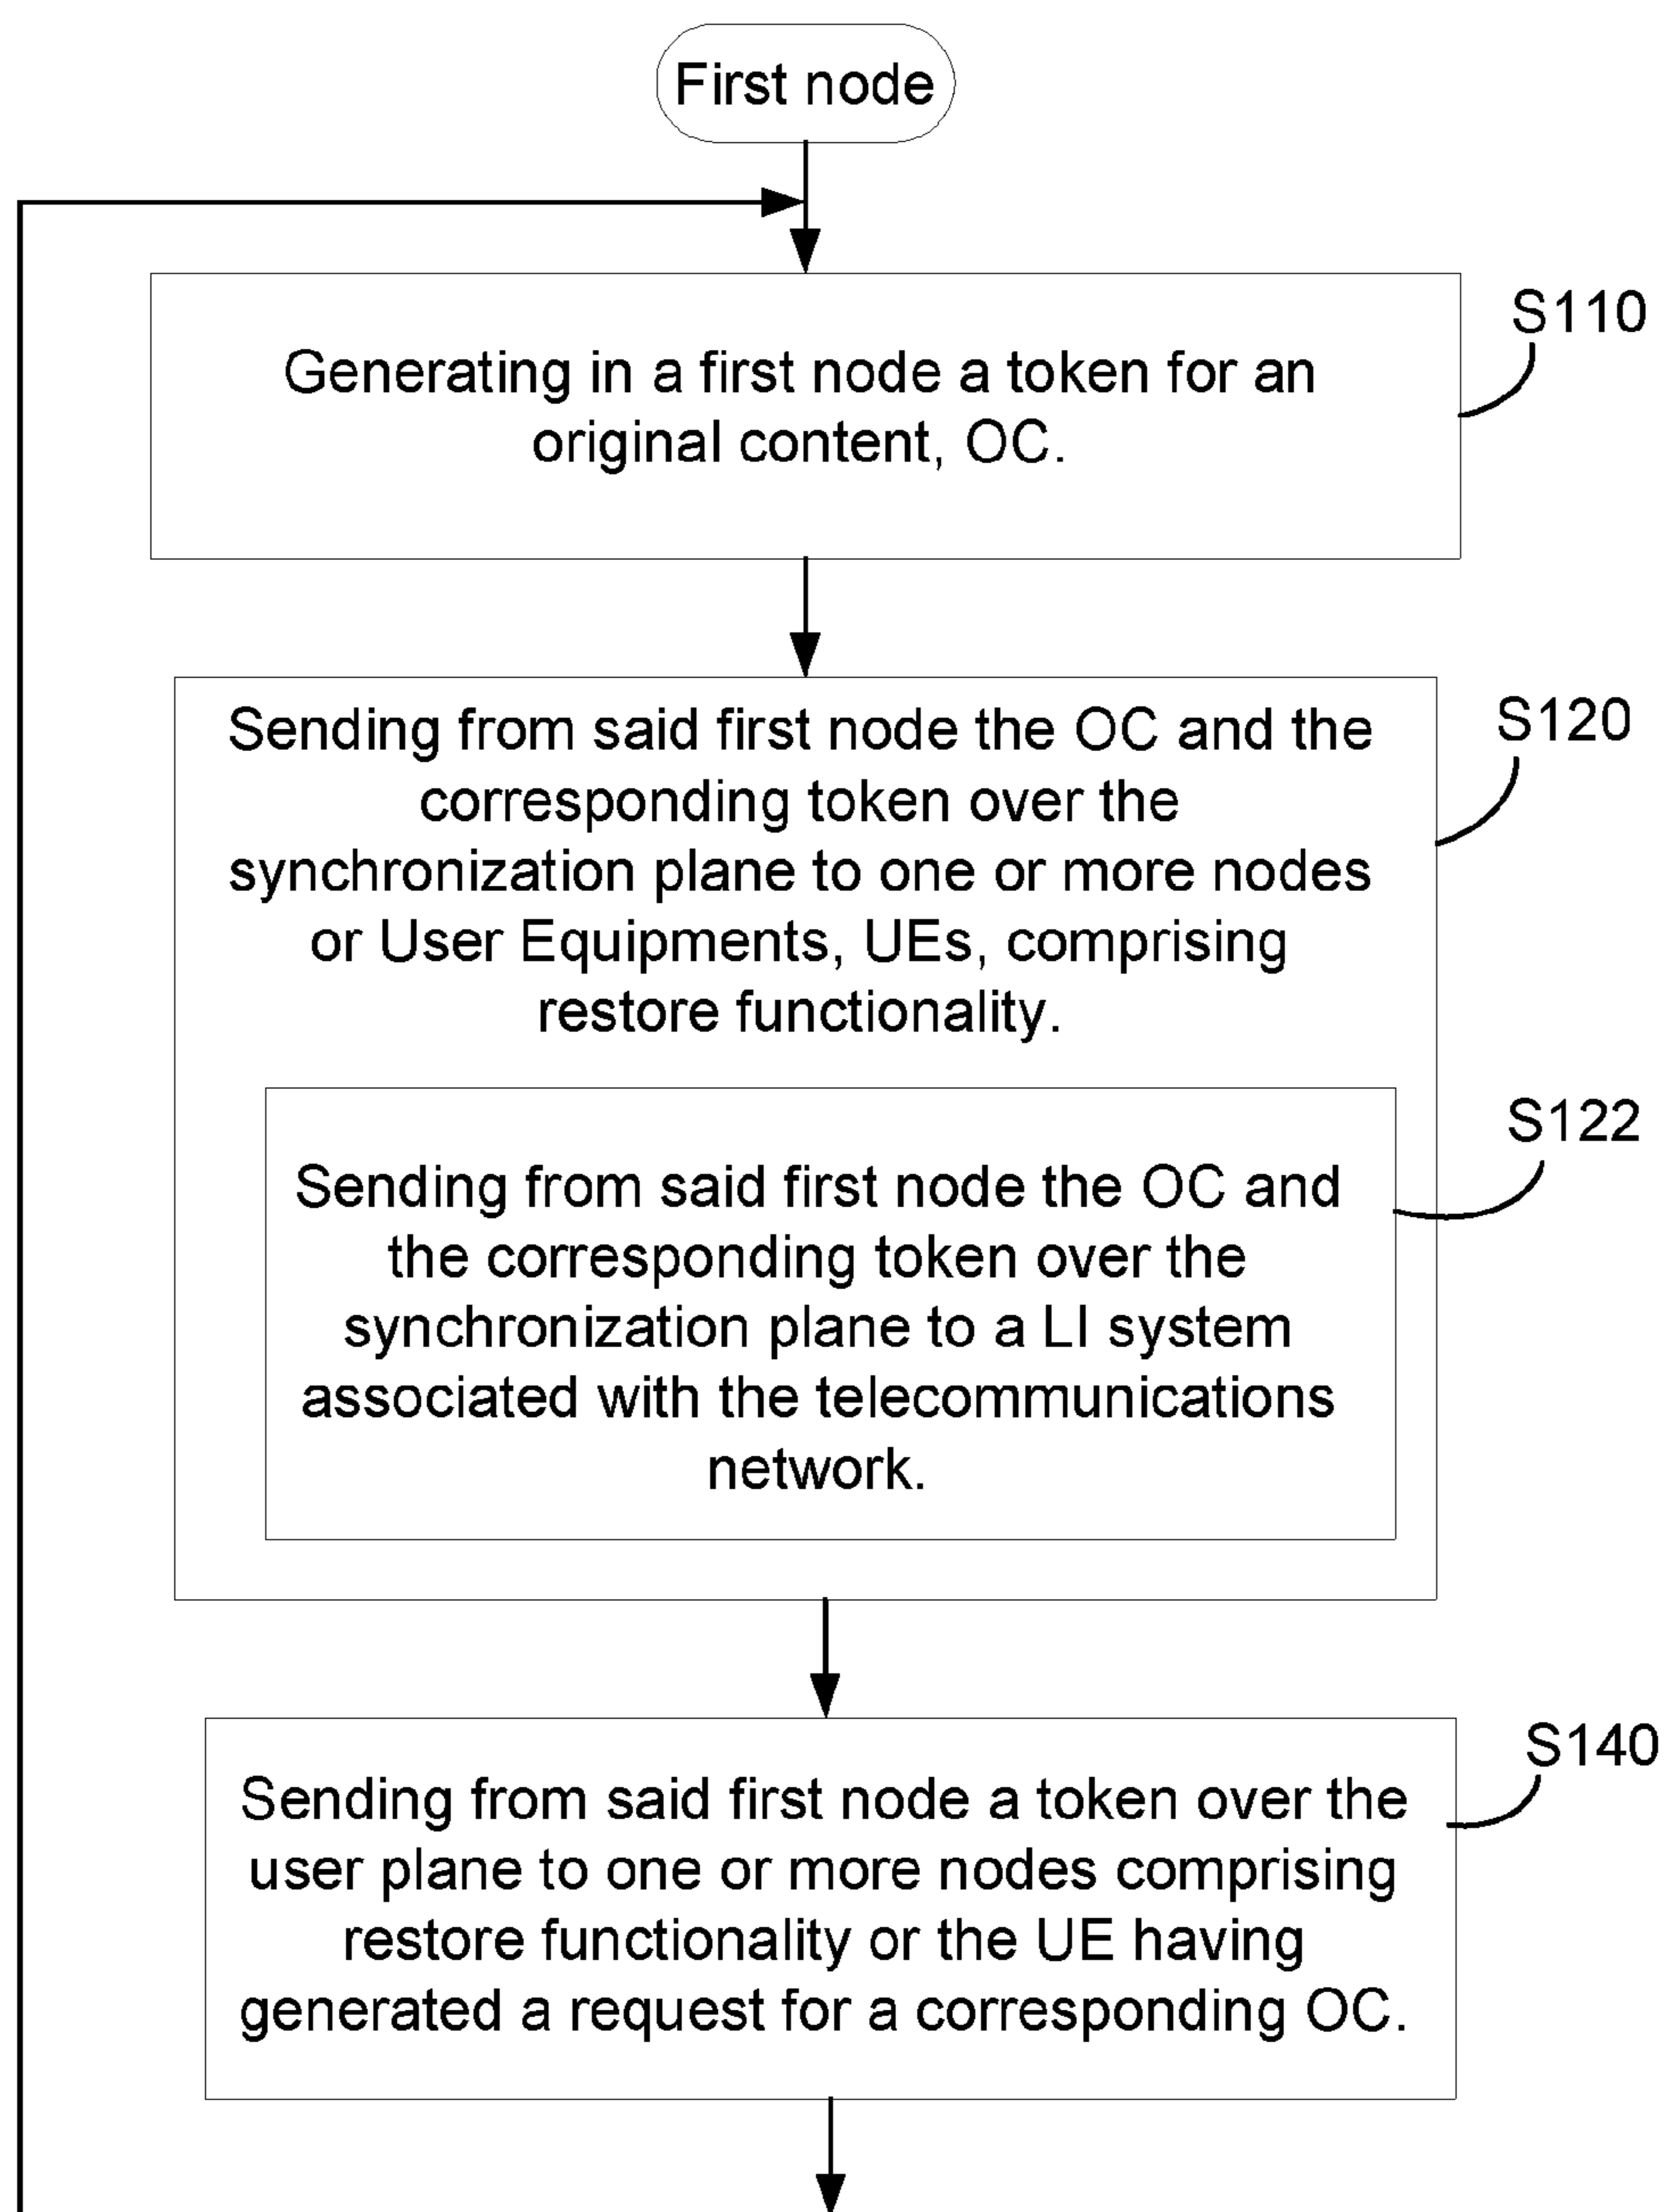 First node
S110
Generating in a first node a token for an
original content, OC.
S120
Sending from said first node the OC and the
corresponding token over the
synchronization plane to one or more nodes
or User Equipments, UEs, comprising
restore functionality.
S122
Sending from said first node the OC and
the corresponding token over the
synchronization plane to a LI system
associated with the telecommunications
network.
S140
Sending from said first node a token over the
user plane to one or more nodes comprising
restore functionality or the UE having
generated a request for a corresponding OC.